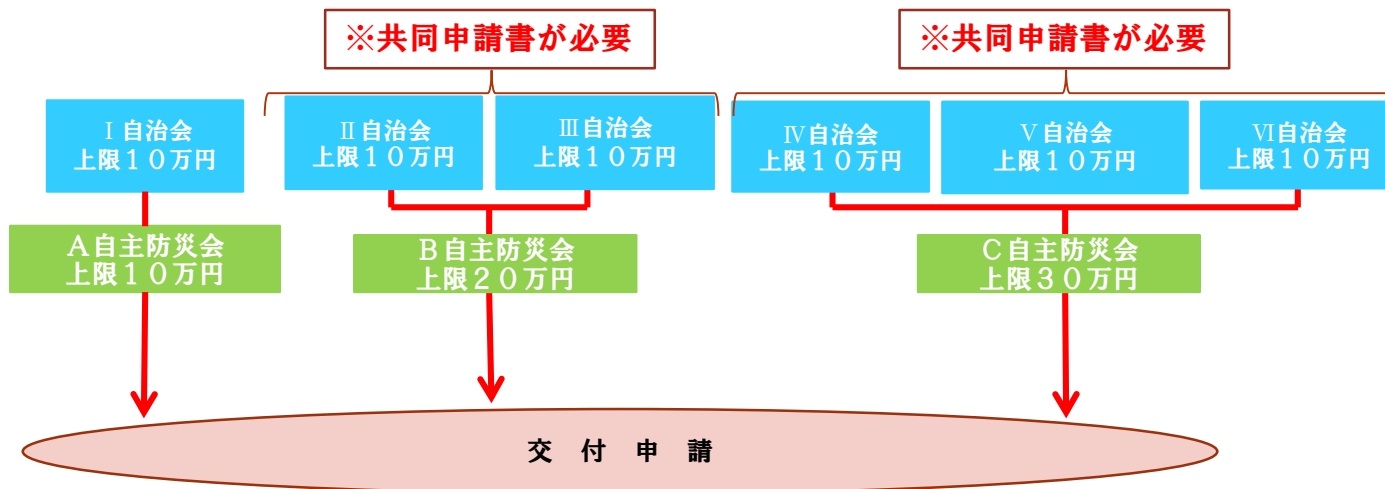 ※共同申請書が必要
※共同申請書が必要
Ⅰ自治会
上限１０万円
Ⅱ自治会
上限１０万円
Ⅲ自治会
上限１０万円
Ⅳ自治会
上限１０万円
Ⅴ自治会
上限１０万円
Ⅵ自治会
上限１０万円
Ａ自主防災会
上限１０万円
Ｂ自主防災会
上限２０万円
Ｃ自主防災会
上限３０万円
交 付 申 請